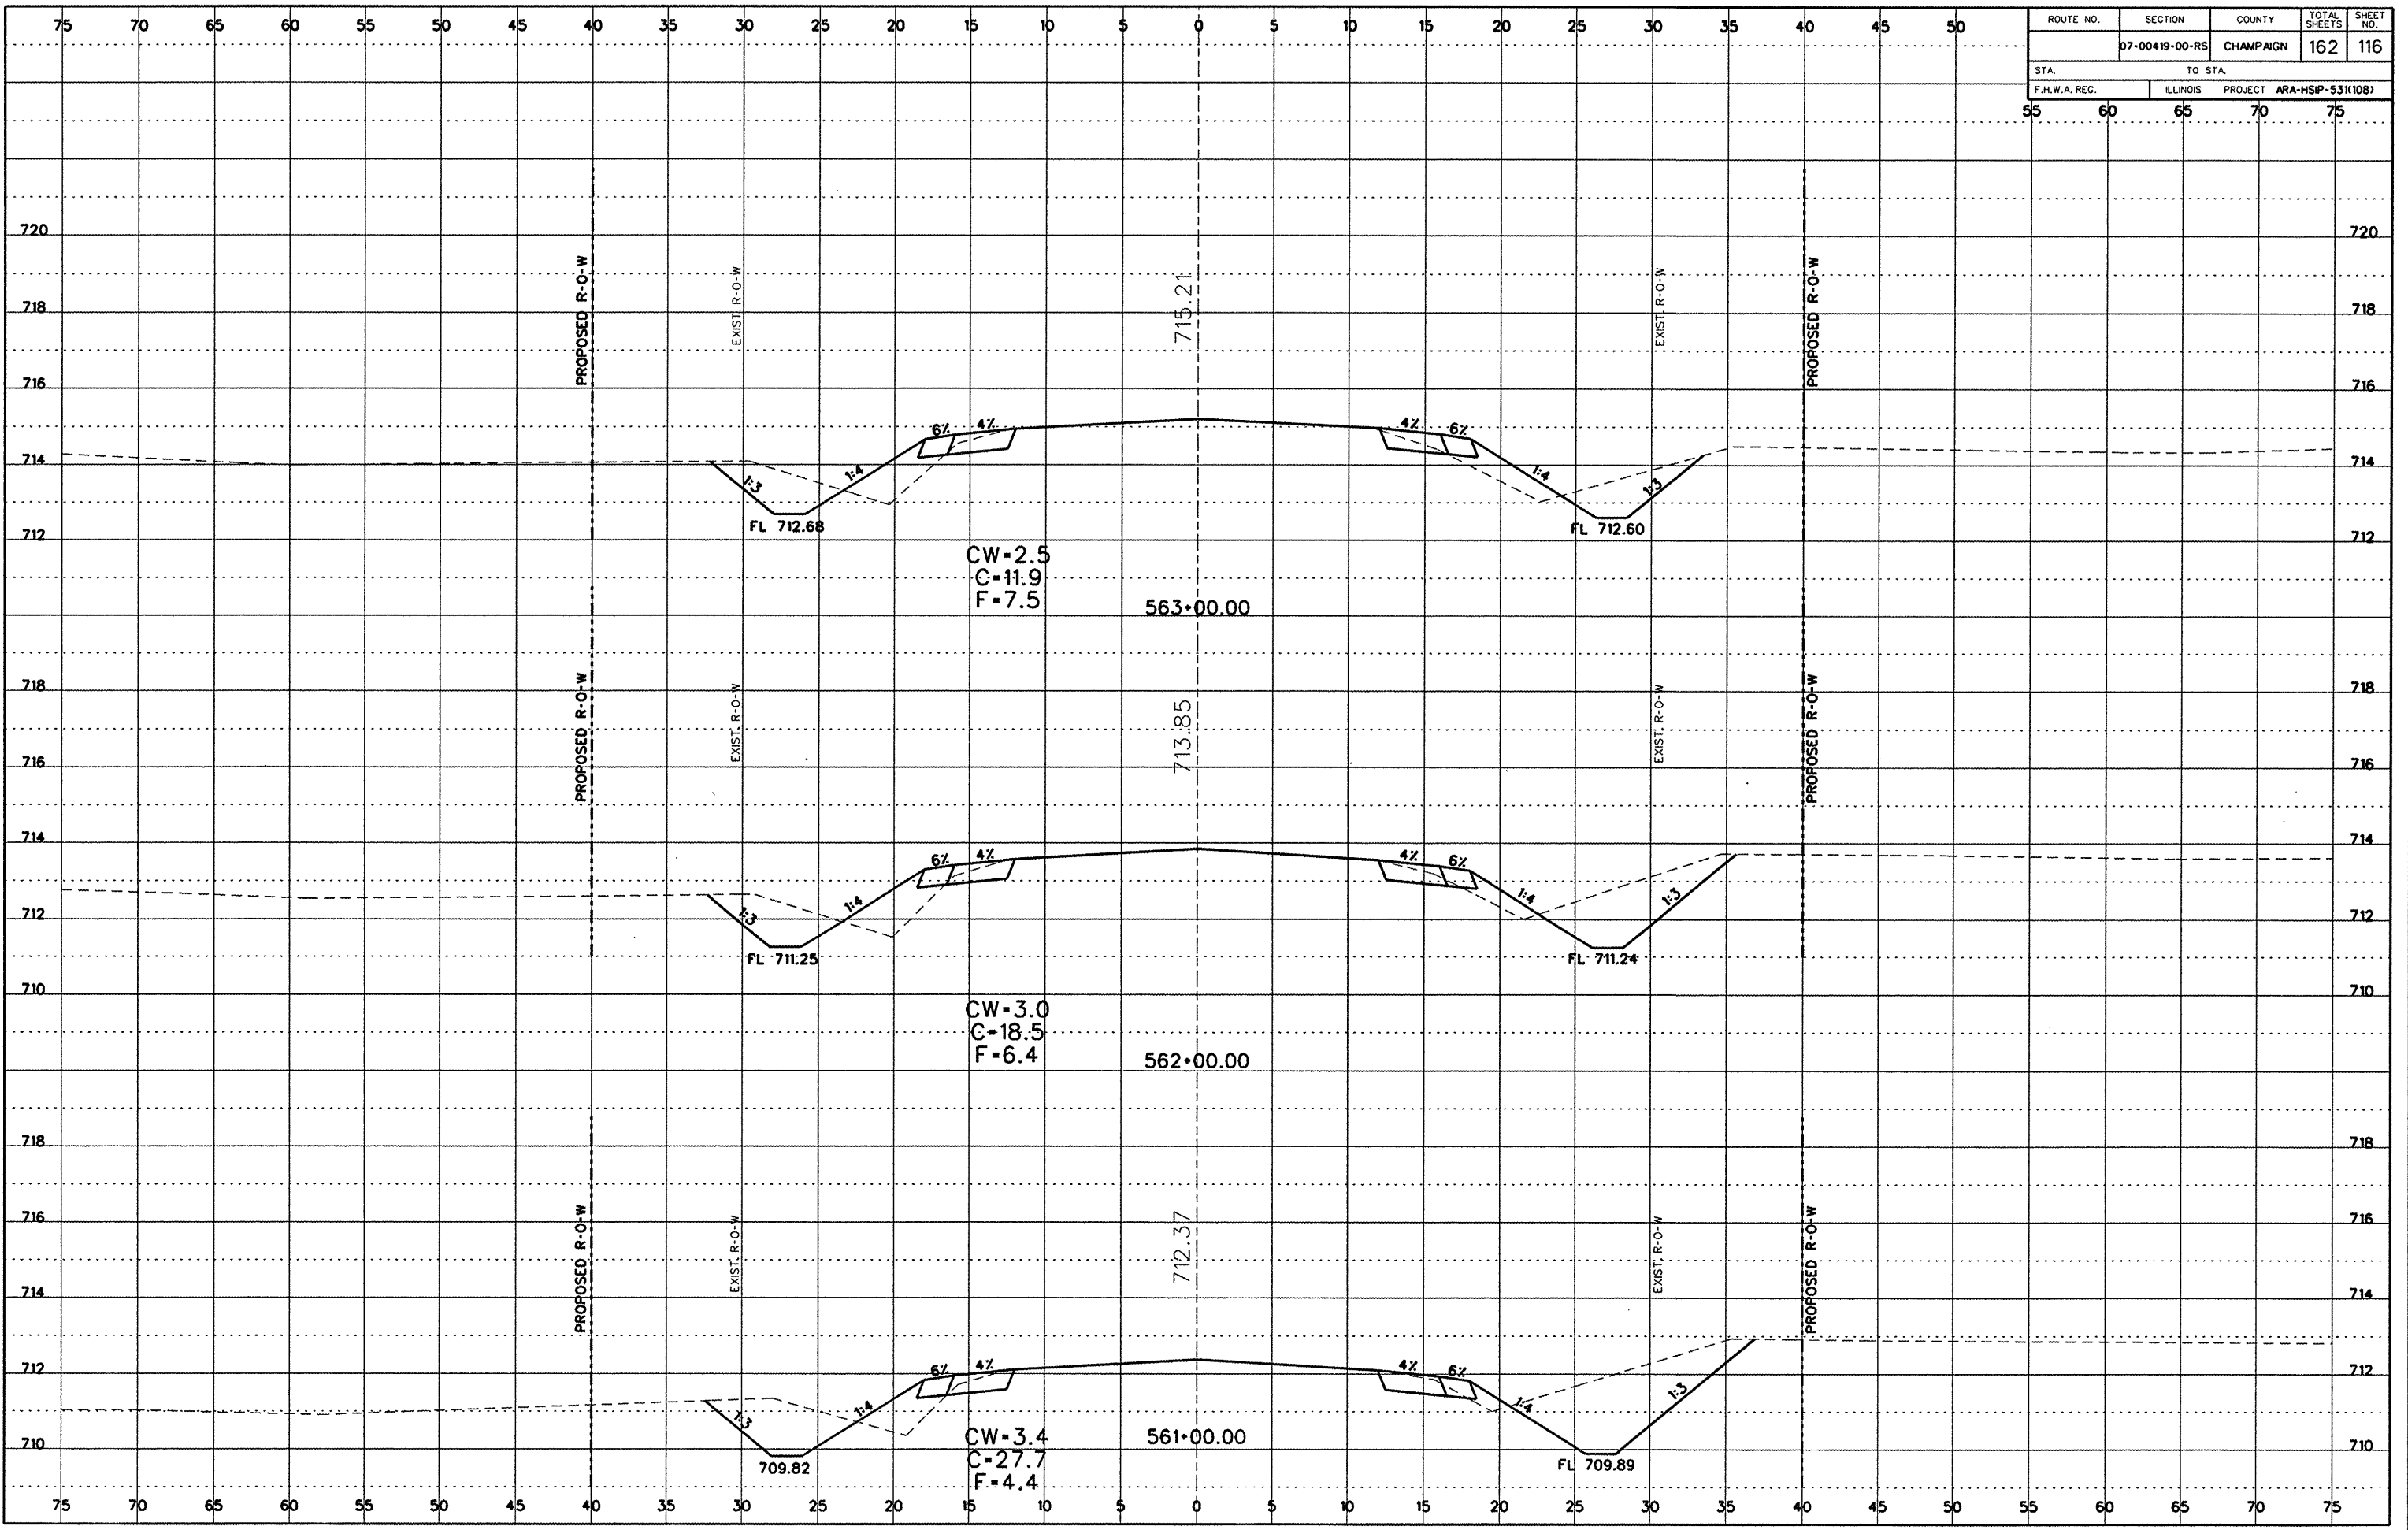 75 70 65 60 55 50 45 40 35 30 25 20 15 10 5 0 5 10 15 20 25 30 35 40 45 50
ROUTE NO. SECTION COUNTY TOTAL SHEETS SHEET NO.
07-00419-00-RS CHAMPAIGN 162 116
STA. TO STA.
F.H.W.A. REG. ILLINOIS PROJECT ARA-HSIP-531(108)
55 60 65 70 75
720 720
PROPOSED R-O-W EXIST. R-O-W 715.21 EXIST. R-O-W PROPOSED R-O-W
718 718
716 716
6% 4% 4% 6%
714 714
1:3 1:4 1:4 1:3
FL 712.68 FL 712.60
712 712
CW=2.5
C=11.9
F=7.5
563+00.00
718 718
PROPOSED R-O-W EXIST. R-O-W 713.85 EXIST. R-O-W PROPOSED R-O-W
716 716
714 714
6% 4% 4% 6%
1:3 1:4 1:4 1:3
712 712
FL 711.25 FL 711.24
710 710
CW=3.0
C=18.5
F=6.4
562+00.00
718 718
716 716
PROPOSED R-O-W EXIST. R-O-W 712.37 EXIST. R-O-W PROPOSED R-O-W
714 714
712 712
6% 4% 4% 6%
1:3 1:4 1:4 1:3
710 710
CW=3.4
C=27.7
F=4.4
561+00.00
709.82 FL 709.89
75 70 65 60 55 50 45 40 35 30 25 20 15 10 5 0 5 10 15 20 25 30 35 40 45 50 55 60 65 70 75